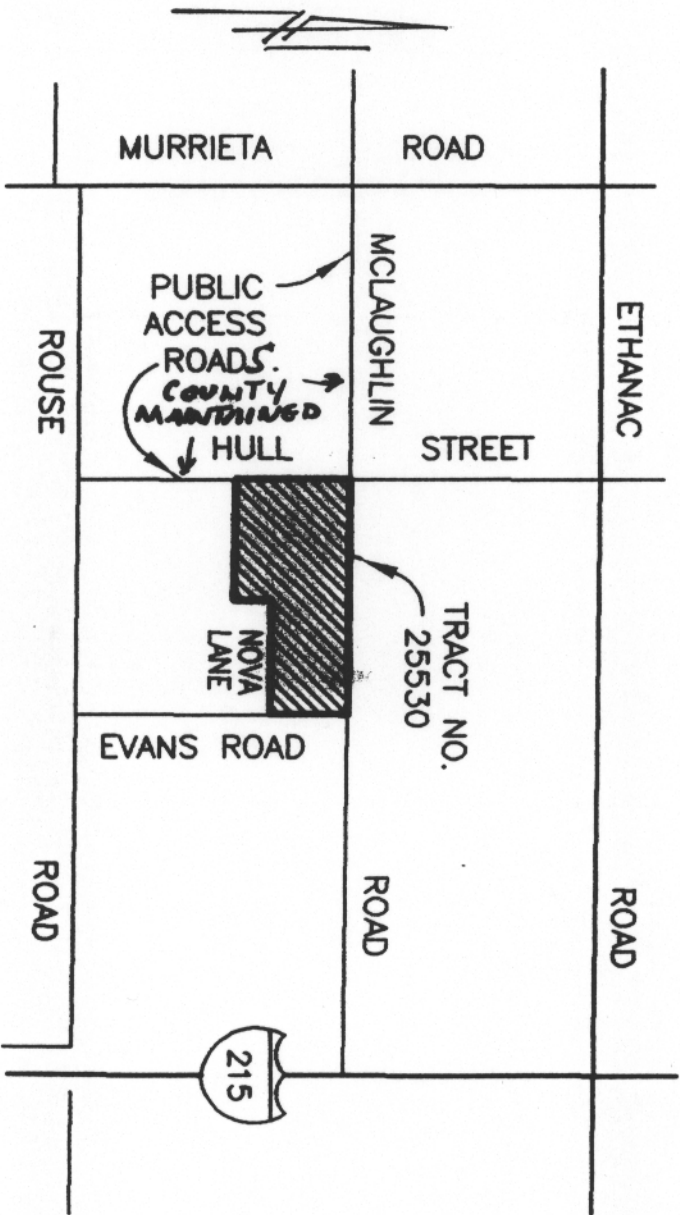 MURRIETA ROAD
MCLAUGHLIN
ETHANAC
PUBLIC
ACCESS
ROADS.
COUNTY
MAINTAINED
ROUSE
HULL STREET
TRACT NO.
25530
NOVA
LANE
EVANS ROAD
ROAD
ROAD
ROAD
215